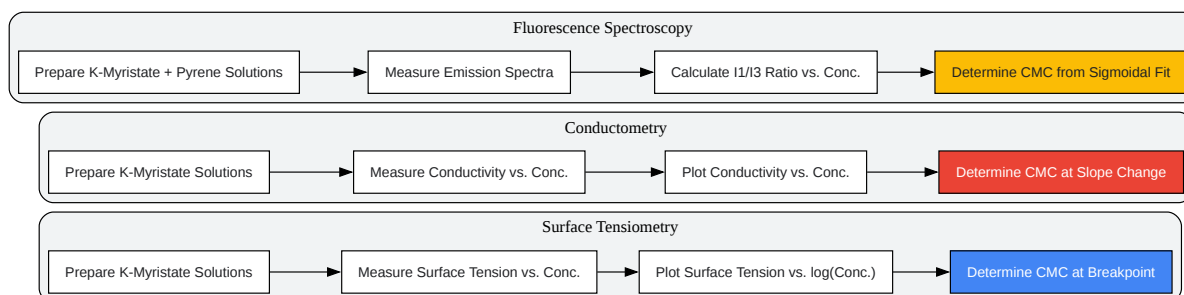 Fluorescence Spectroscopy
Prepare K-Myristate + Pyrene Solutions
Measure Emission Spectra
Calculate I1/I3 Ratio vs. Conc.
Determine CMC from Sigmoidal Fit
Conductometry
Prepare K-Myristate Solutions
Measure Conductivity vs. Conc.
Plot Conductivity vs. Conc.
Determine CMC at Slope Change
Surface Tensiometry
Prepare K-Myristate Solutions
Measure Surface Tension vs. Conc.
Plot Surface Tension vs. log(Conc.)
Determine CMC at Breakpoint